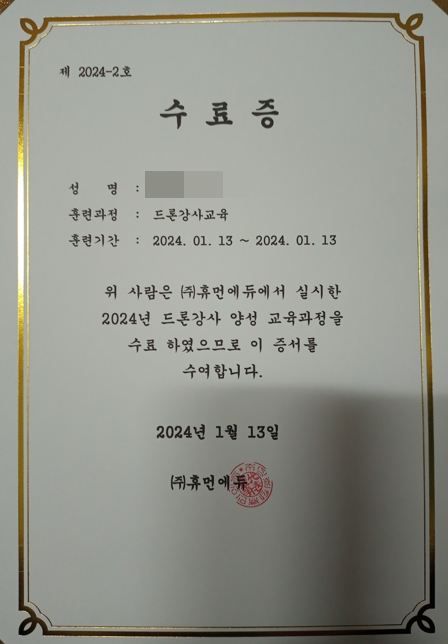 제 2024-2호
수료증
성 명 :
훈련과정 : 드론강사교육
훈련기간 : 2024. 01. 13 ~ 2024. 01. 13
위 사람은 ㈜휴먼에듀에서 실시한
2024년 드론강사 양성 교육과정을
수료 하였으므로 이 증서를
수여합니다.
2024년 1월 13일
㈜휴먼에듀